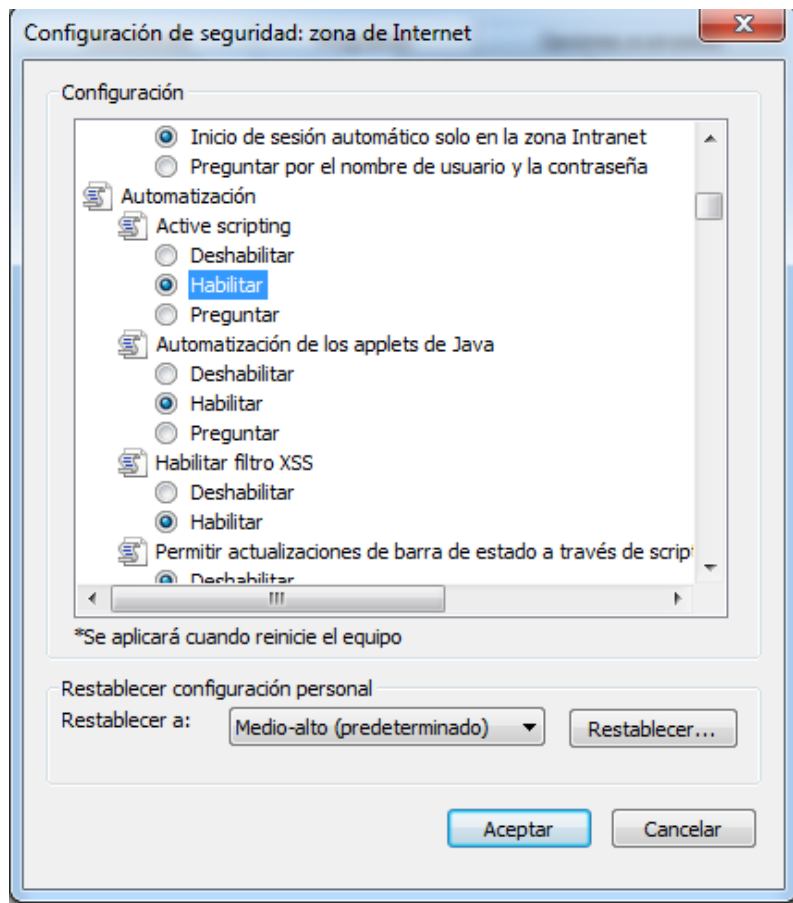 Configuración de seguridad: zona de Internet
Configuración
Inicio de sesión automático solo en la zona Intranet
Preguntar por el nombre de usuario y la contraseña
Automatización
Active scripting
Deshabilitar
Habilitar
Preguntar
Automatización de los applets de Java
Deshabilitar
Habilitar
Preguntar
Habilitar filtro XSS
Deshabilitar
Habilitar
Permitir actualizaciones de barra de estado a través de script
Deshabilitar
*Se aplicará cuando reinicie el equipo
Restablecer configuración personal
Restablecer a: Medio-alto (predeterminado) Restablecer...
Aceptar Cancelar